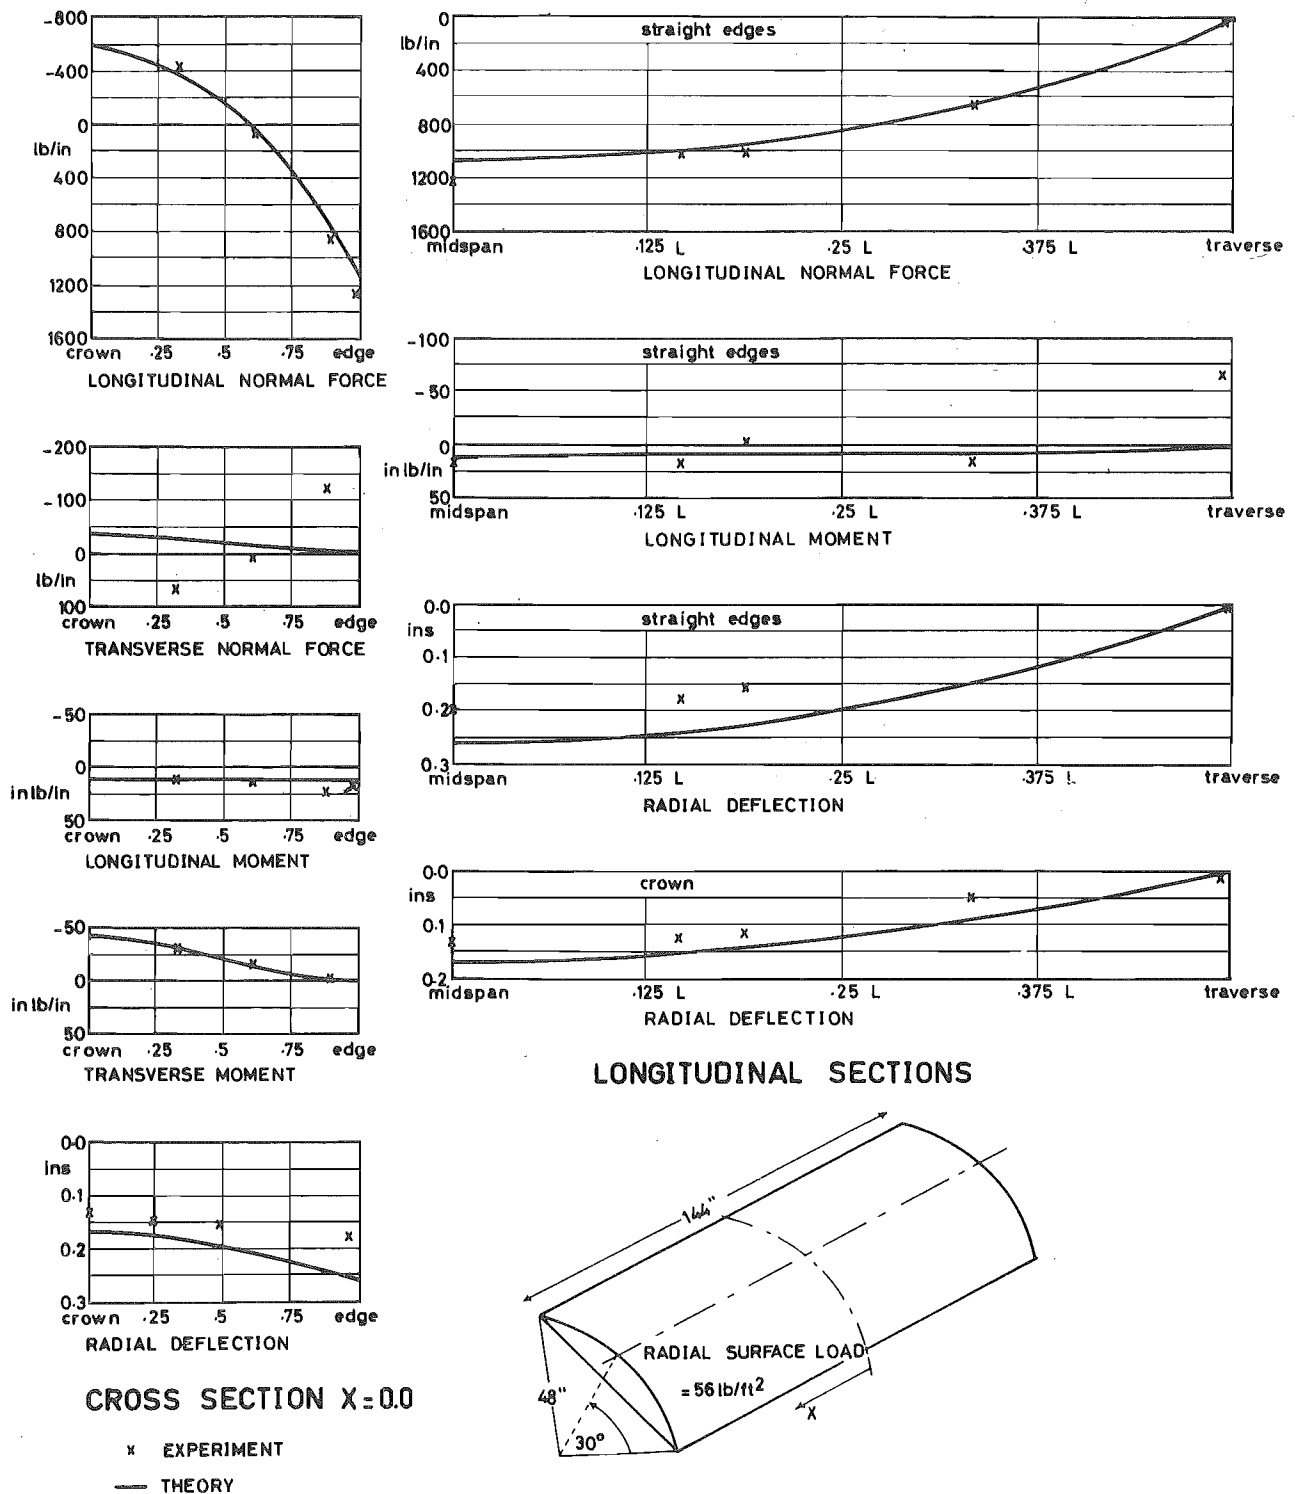 -800
-400
0
lb/in
400
800
1200
1600
crown .25 .5 .75 edge
LONGITUDINAL NORMAL FORCE
-200
-100
0
lb/in
100
crown .25 .5 .75 edge
TRANSVERSE NORMAL FORCE
-50
0
in lb/in
50
crown .25 .5 .75 edge
LONGITUDINAL MOMENT
-50
0
in lb/in
50
crown .25 .5 .75 edge
TRANSVERSE MOMENT
0.0
ins
0.1
0.2
0.3
crown .25 .5 .75 edge
RADIAL DEFLECTION
CROSS SECTION X=0.0
x EXPERIMENT
— THEORY
0
straight edges
lb/in
400
800
1200
1600
midspan .125 L .25 L .375 L traverse
LONGITUDINAL NORMAL FORCE
-100
straight edges
-50
0
in lb/in
50
midspan .125 L .25 L .375 L traverse
LONGITUDINAL MOMENT
0.0
straight edges
ins
0.1
0.2
0.3
midspan .125 L .25 L .375 L traverse
RADIAL DEFLECTION
0.0
crown
ins
0.1
0.2
midspan .125 L .25 L .375 L traverse
RADIAL DEFLECTION
LONGITUDINAL SECTIONS
144"
RADIAL SURFACE LOAD
= 56 lb/ft²
48"
X
30°